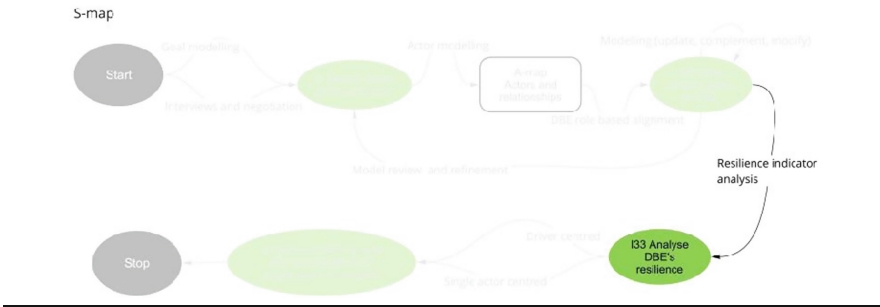 S-map
Goal modelling
Actor modelling
Modelling (update, complement, modify)
Start
A-map
Actors and
relationships
Interviews and negotiation
DBE role based alignment
Model review and refinement
Resilience indicator
analysis
Driver centred
I33 Analyse
DBE's
resilience
Stop
Single actor centred